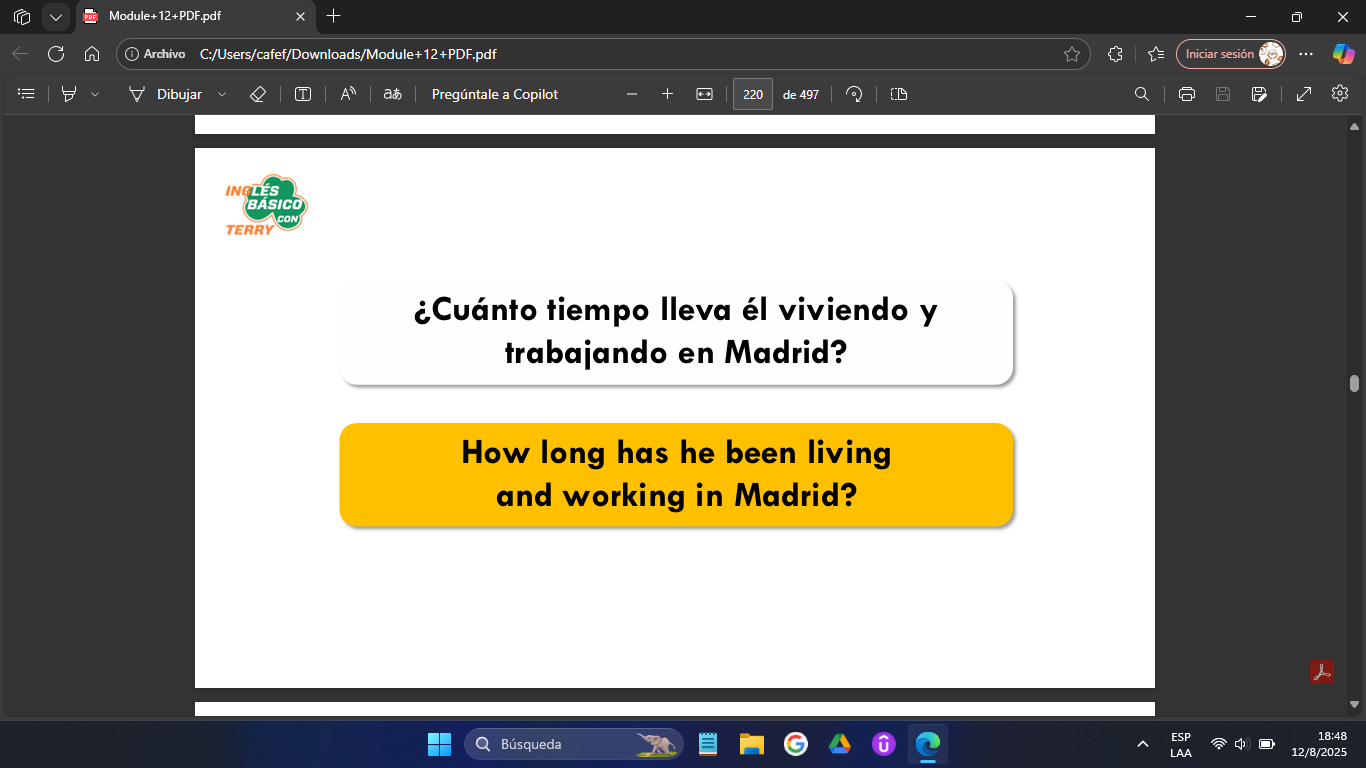 Module+12+PDF.pdf
Archivo C:/Users/cafef/Downloads/Module+12+PDF.pdf Iniciar sesión
Dibujar Pregúntale a Copilot 220 de 497
INGLÉS
BÁSICO
CON
TERRY
¿Cuánto tiempo lleva él viviendo y
trabajando en Madrid?
How long has he been living
and working in Madrid?
Búsqueda
ESP
LAA
18:48
12/8/2025